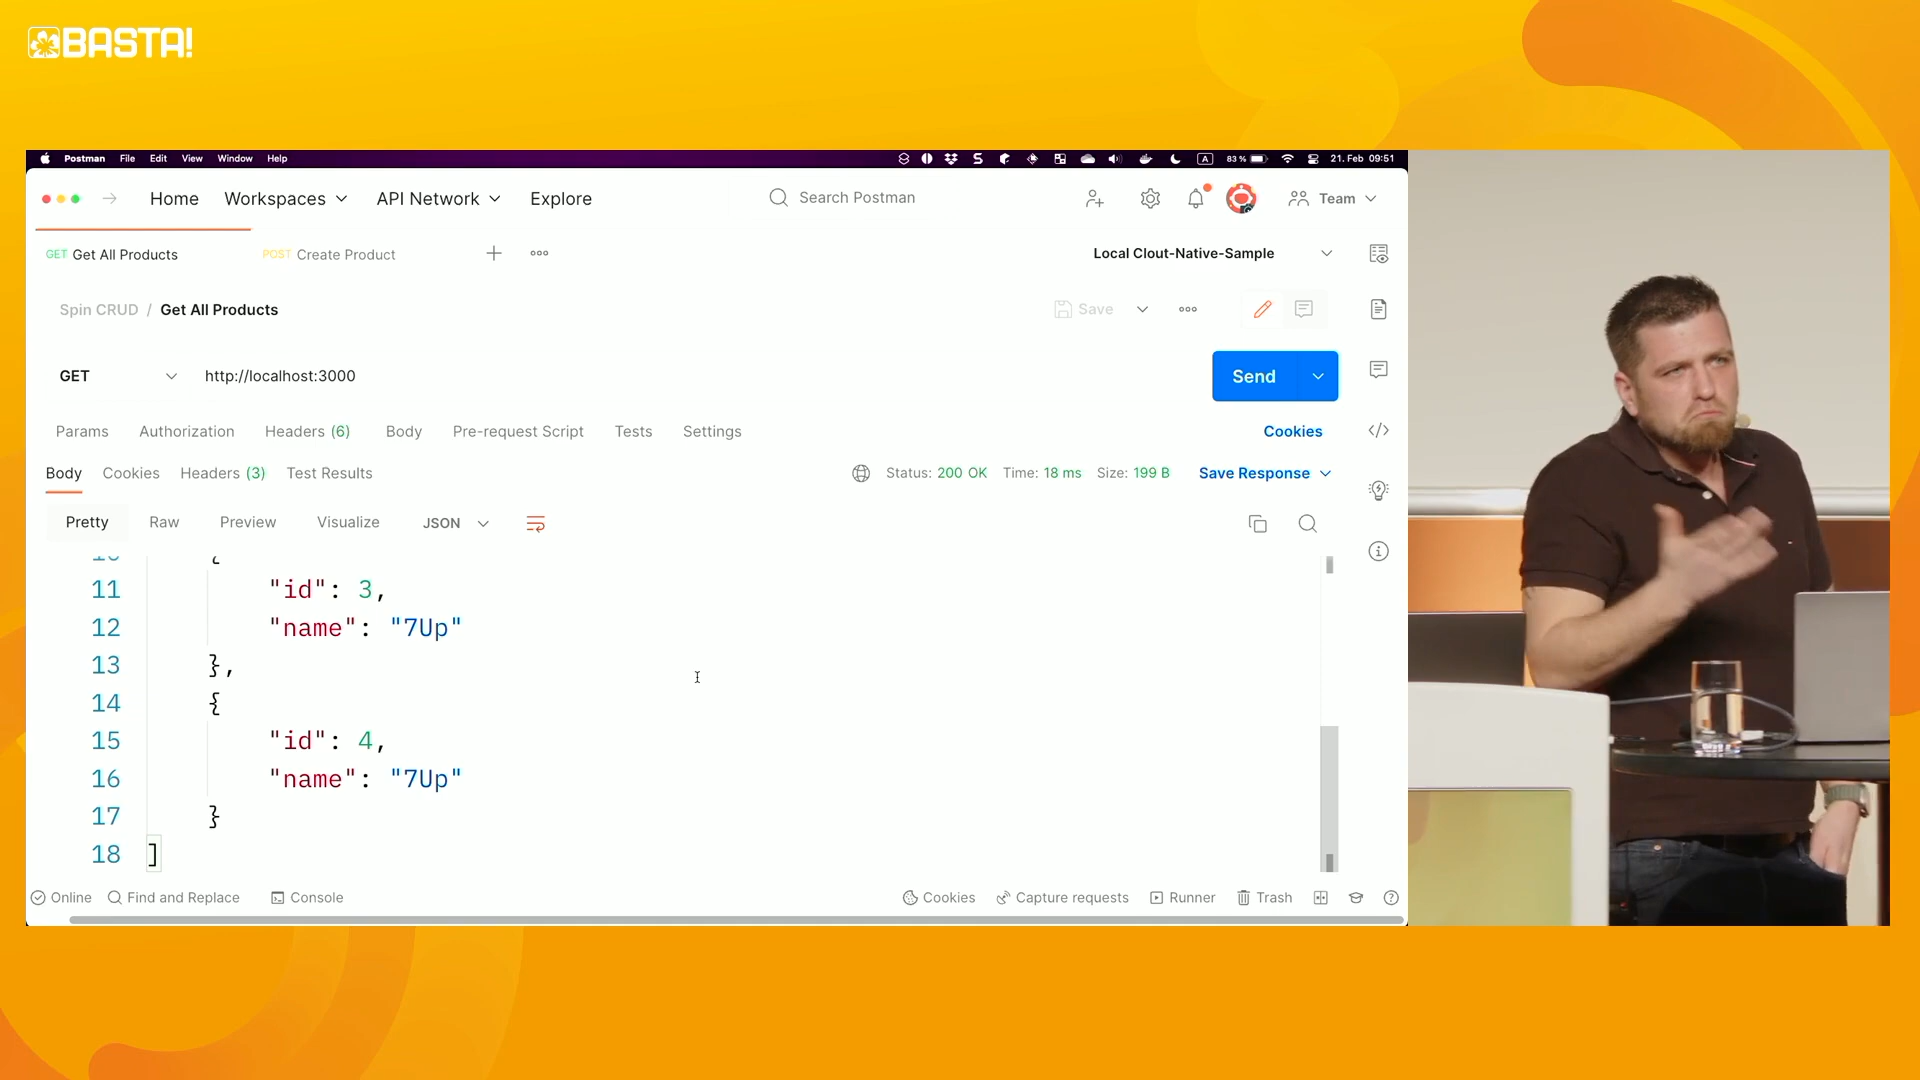 BASTA!
Postman File Edit View Window Help
A 83 % 21. Feb 09:51
Home Workspaces API Network Explore Search Postman Team
GET Get All Products POST Create Product Local Clout-Native-Sample
Spin CRUD / Get All Products Save
GET http://localhost:3000 Send
Params Authorization Headers (6) Body Pre-request Script Tests Settings Cookies
Body Cookies Headers (3) Test Results Status: 200 OK Time: 18 ms Size: 199 B Save Response
Pretty Raw Preview Visualize JSON
11 "id": 3,
12 "name": "7Up"
13 },
14 {
15 "id": 4,
16 "name": "7Up"
17 }
18 ]
Online Find and Replace Console Cookies Capture requests Runner Trash